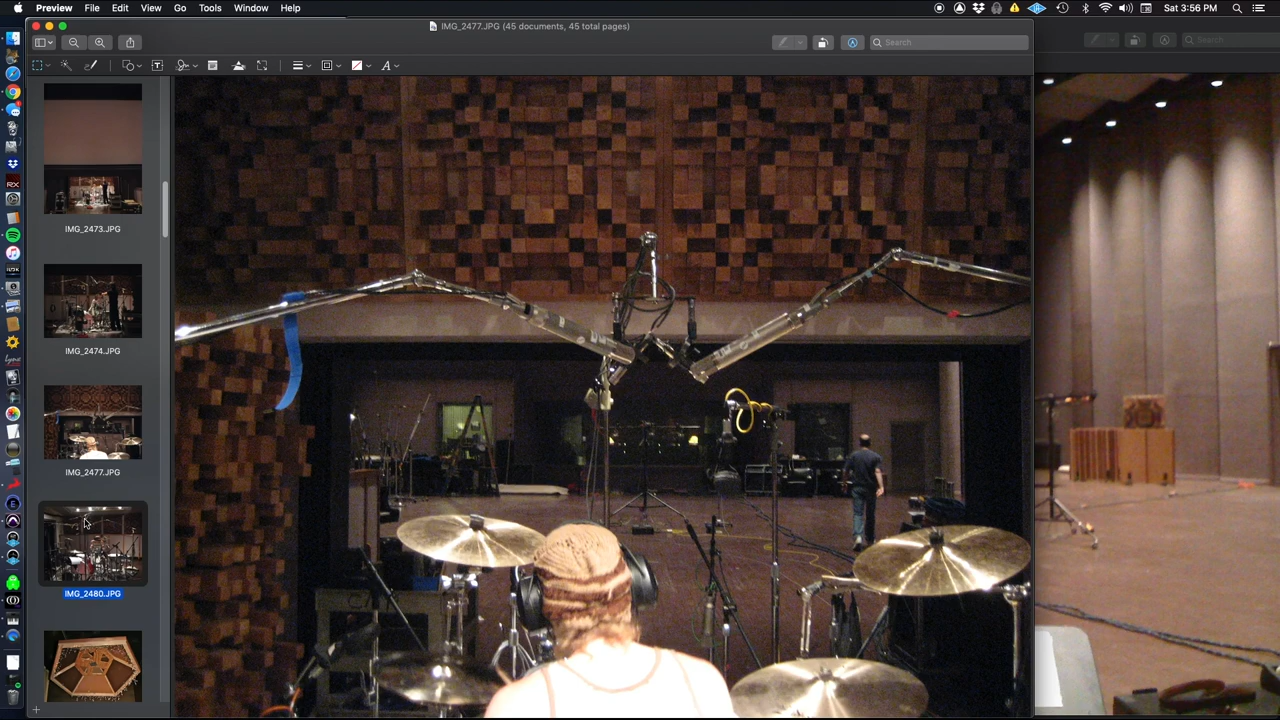 Preview File Edit View Go Tools Window Help Sat 3:56 PM
IMG_2477.JPG (45 documents, 45 total pages)
Search
Search
IMG_2473.JPG
IMG_2474.JPG
IMG_2477.JPG
IMG_2480.JPG